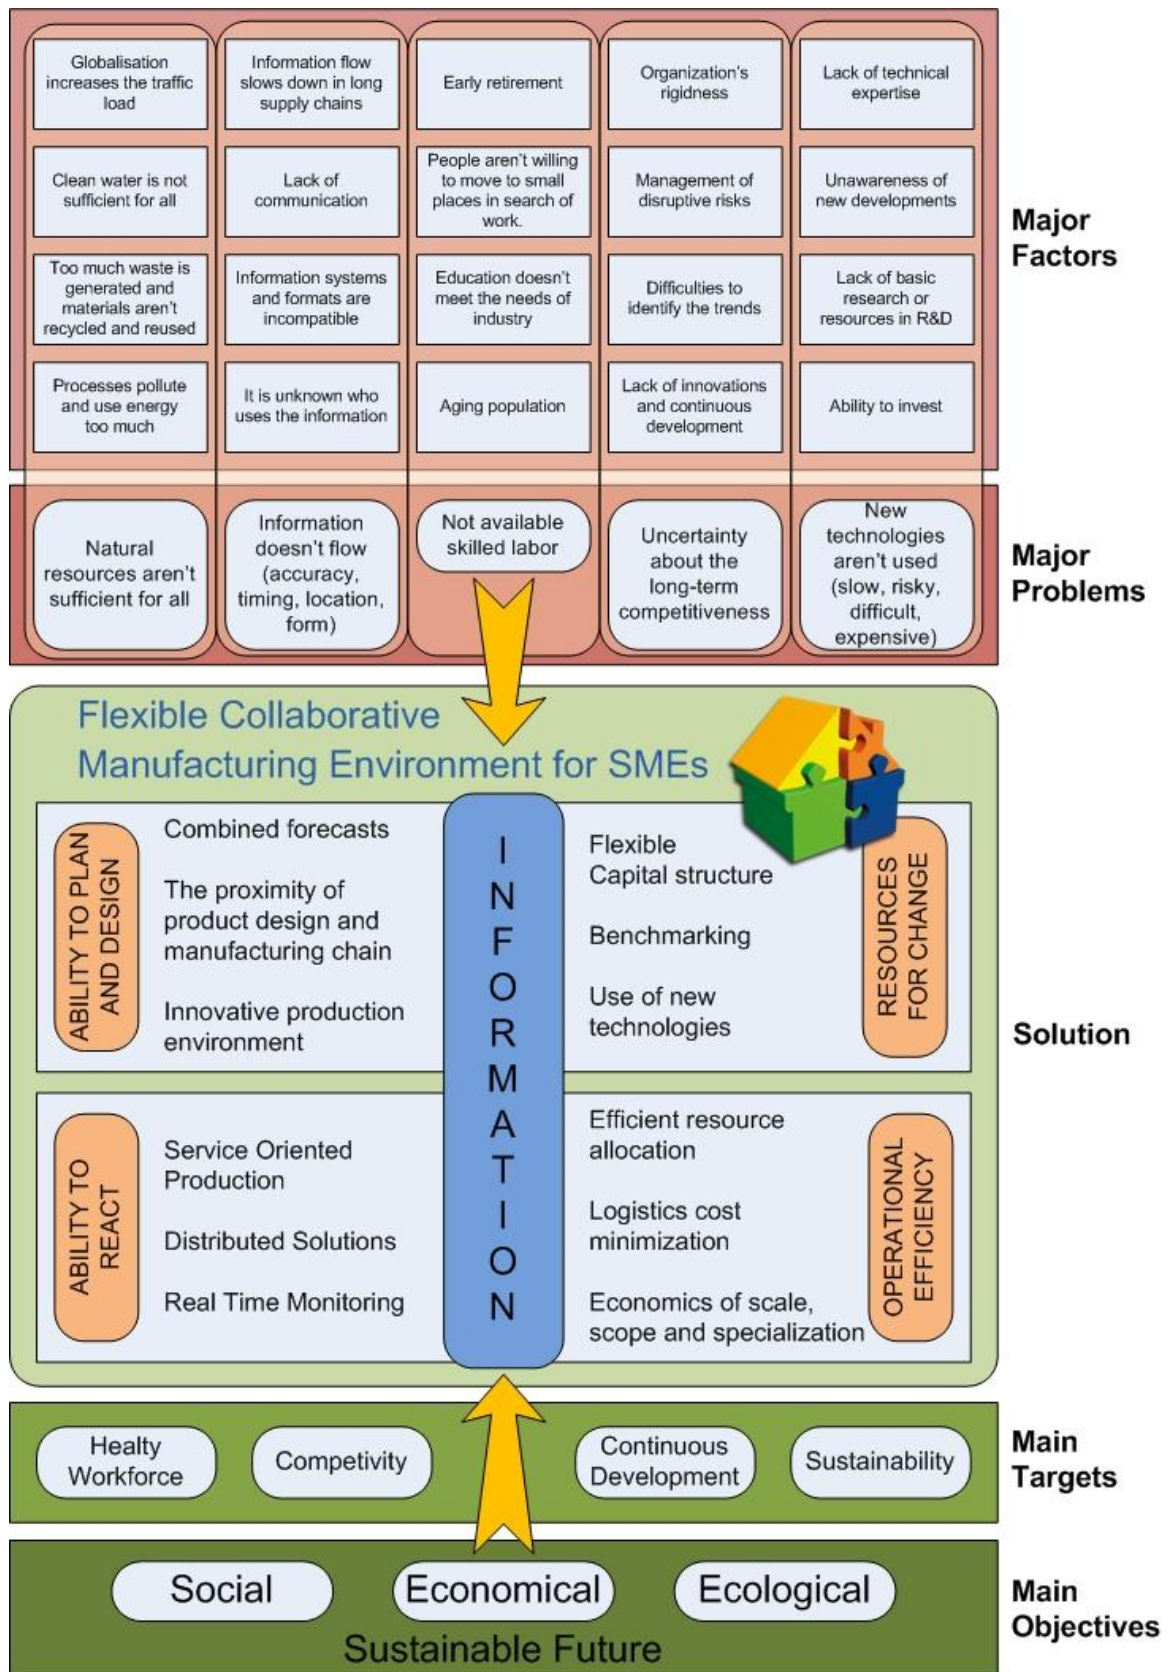 Globalisation
increases the traffic
load
Information flow
slows down in long
supply chains
Early retirement
Organization's
rigidness
Lack of technical
expertise
Clean water is not
sufficient for all
Lack of
communication
People aren't willing
to move to small
places in search of
work.
Management of
disruptive risks
Unawareness of
new developments
Major
Factors
Too much waste is
generated and
materials aren't
recycled and reused
Information systems
and formats are
incompatible
Education doesn't
meet the needs of
industry
Difficulties to
identify the trends
Lack of basic
research or
resources in R&D
Processes pollute
and use energy
too much
It is unknown who
uses the information
Aging population
Lack of innovations
and continuous
development
Ability to invest
Natural
resources aren't
sufficient for all
Information
doesn't flow
(accuracy,
timing, location,
form)
Not available
skilled labor
Uncertainty
about the
long-term
competitiveness
New
technologies
aren't used
(slow, risky,
difficult,
expensive)
Major
Problems
Flexible Collaborative
Manufacturing Environment for SMEs
ABILITY TO PLAN
AND DESIGN
Combined forecasts
The proximity of
product design and
manufacturing chain
Innovative production
environment
INFORMATION
Flexible
Capital structure
Benchmarking
Use of new
technologies
RESOURCES
FOR CHANGE
Solution
ABILITY TO
REACT
Service Oriented
Production
Distributed Solutions
Real Time Monitoring
Efficient resource
allocation
Logistics cost
minimization
Economics of scale,
scope and specialization
OPERATIONAL
EFFICIENCY
Healty
Workforce
Competivity
Continuous
Development
Sustainability
Main
Targets
Social
Economical
Ecological
Sustainable Future
Main
Objectives